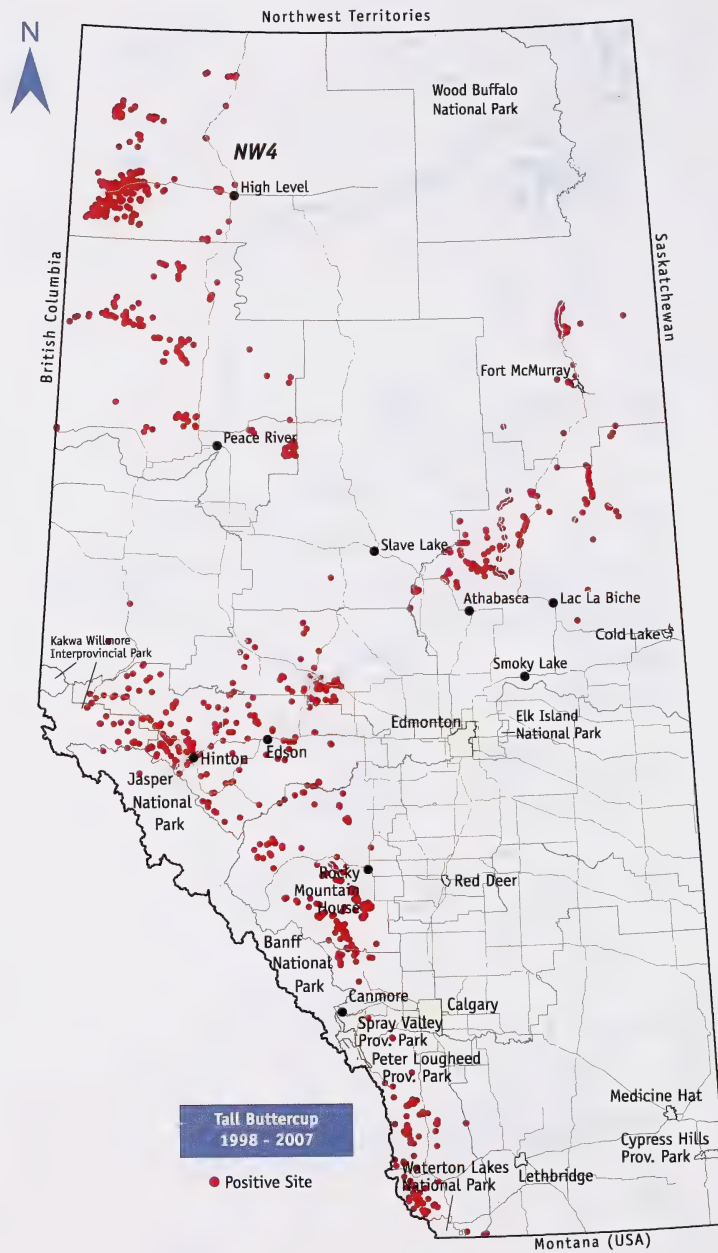 Northwest Territories
N
Wood Buffalo
National Park
NW4
High Level
British Columbia
Saskatchewan
Fort McMurray
Peace River
Slave Lake
Athabasca
Lac La Biche
Cold Lake
Kakwa Willmore
Interprovincial Park
Smoky Lake
Edmonton
Elk Island
National Park
Hinton
Edson
Jasper
National
Park
Rocky
Mountain
House
Red Deer
Banff
National
Park
Canmore
Calgary
Spray Valley
Prov. Park
Peter Lougheed
Prov. Park
Medicine Hat
Tall Buttercup
1998 - 2007
Cypress Hills
Prov. Park
Positive Site
Waterton Lakes
National Park
Lethbridge
Montana (USA)